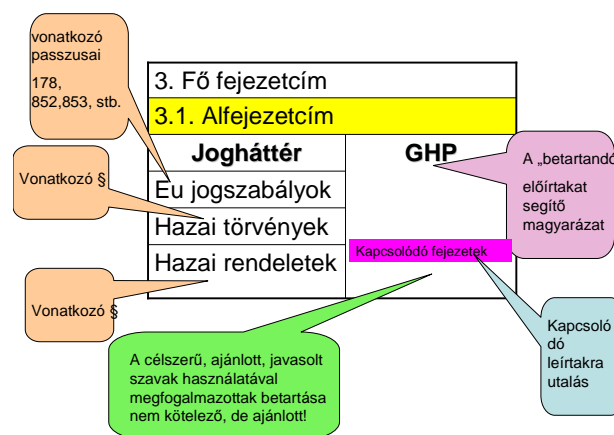 vonatkozó
passzusai
178,
852,853, stb.
3. Fő fejezetcím
3.1. Alfejezetcím
Jogháttér
GHP
Eu jogszabályok
Hazai törvények
Hazai rendeletek
Kapcsolódó fejezetek
Vonatkozó §
Vonatkozó §
A „betartandó
előírtakat
segítő
magyarázat
Kapcsoló
dó
leírtakra
utalás
A célszerű, ajánlott, javasolt
szavak használatával
megfogalmazottak betartása
nem kötelező, de ajánlott!